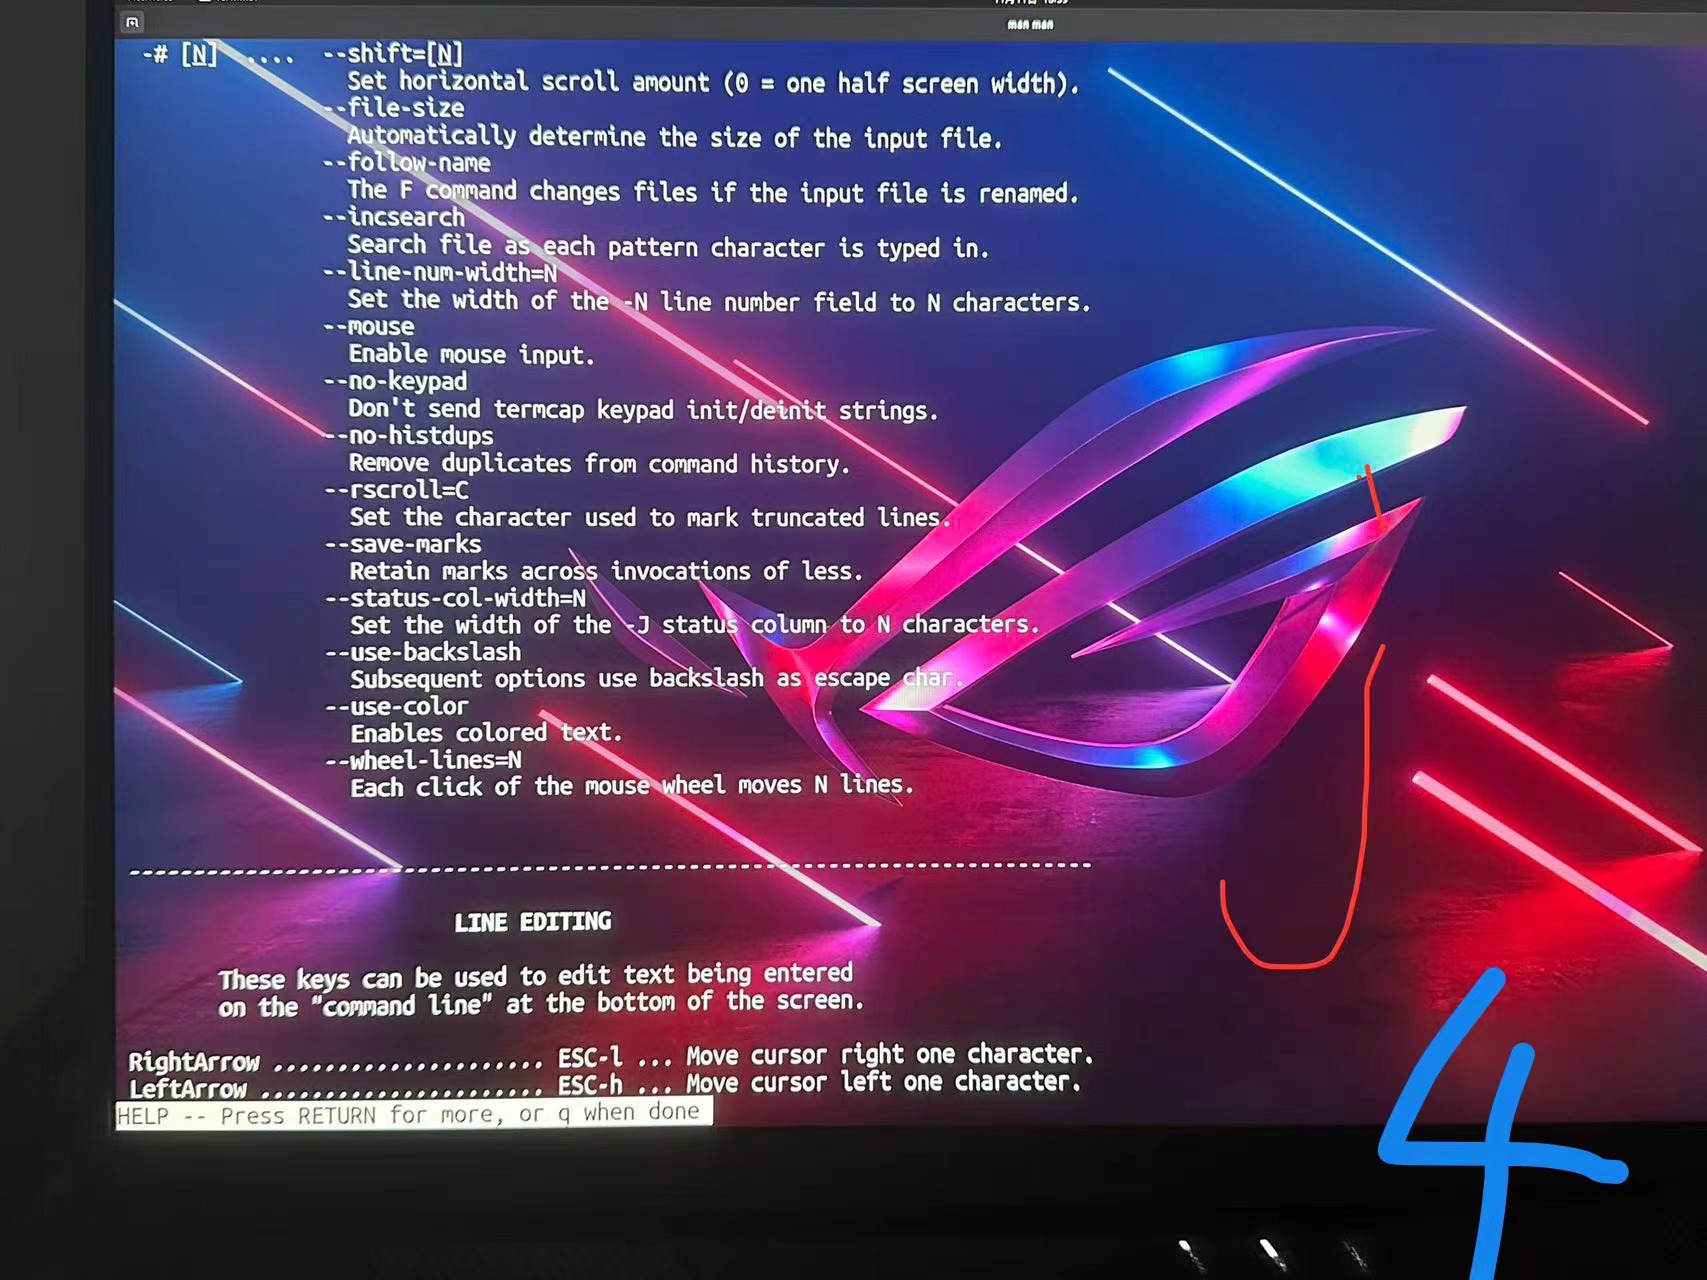 man man
-# [N] .... --shift=[N]
Set horizontal scroll amount (0 = one half screen width).
--file-size
Automatically determine the size of the input file.
--follow-name
The F command changes files if the input file is renamed.
--incsearch
Search file as each pattern character is typed in.
--line-num-width=N
Set the width of the -N line number field to N characters.
--mouse
Enable mouse input.
--no-keypad
Don't send termcap keypad init/deinit strings.
--no-histdups
Remove duplicates from command history.
--rscroll=C
Set the character used to mark truncated lines.
--save-marks
Retain marks across invocations of less.
--status-col-width=N
Set the width of the -J status column to N characters.
--use-backslash
Subsequent options use backslash as escape char.
--use-color
Enables colored text.
--wheel-lines=N
Each click of the mouse wheel moves N lines.
---------------------------------------------------------------------------
LINE EDITING
These keys can be used to edit text being entered
on the "command line" at the bottom of the screen.
RightArrow ..................... ESC-l ... Move cursor right one character.
LeftArrow ...................... ESC-h ... Move cursor left one character.
HELP -- Press RETURN for more, or q when done
4